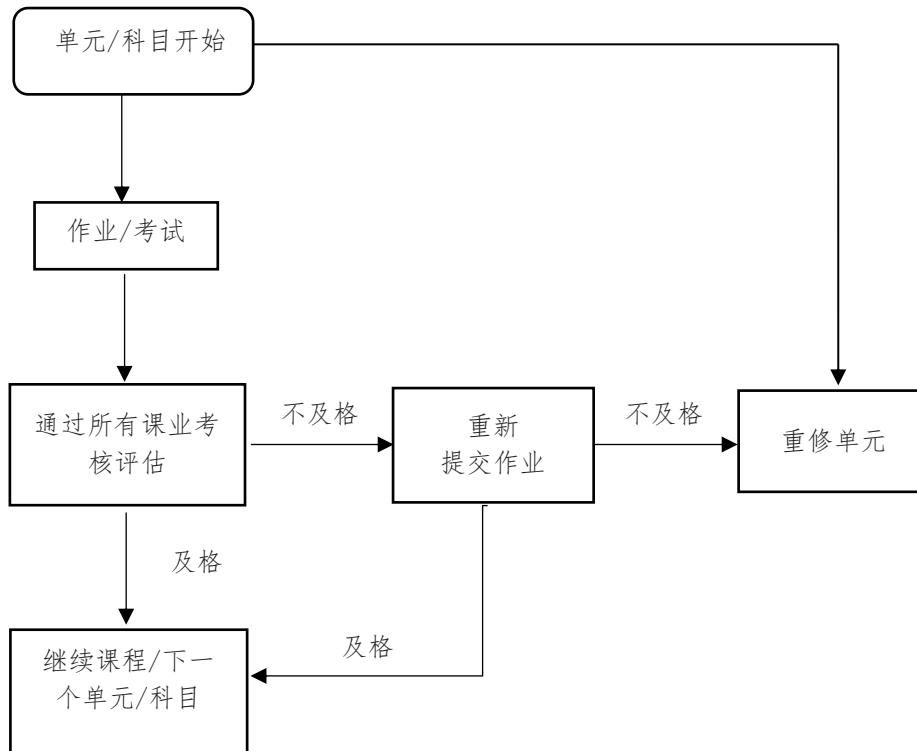 单元/科目开始
作业/考试
通过所有课业考
核评估
不及格
重新
提交作业
不及格
重修单元
及格
及格
继续课程/下一
个单元/科目